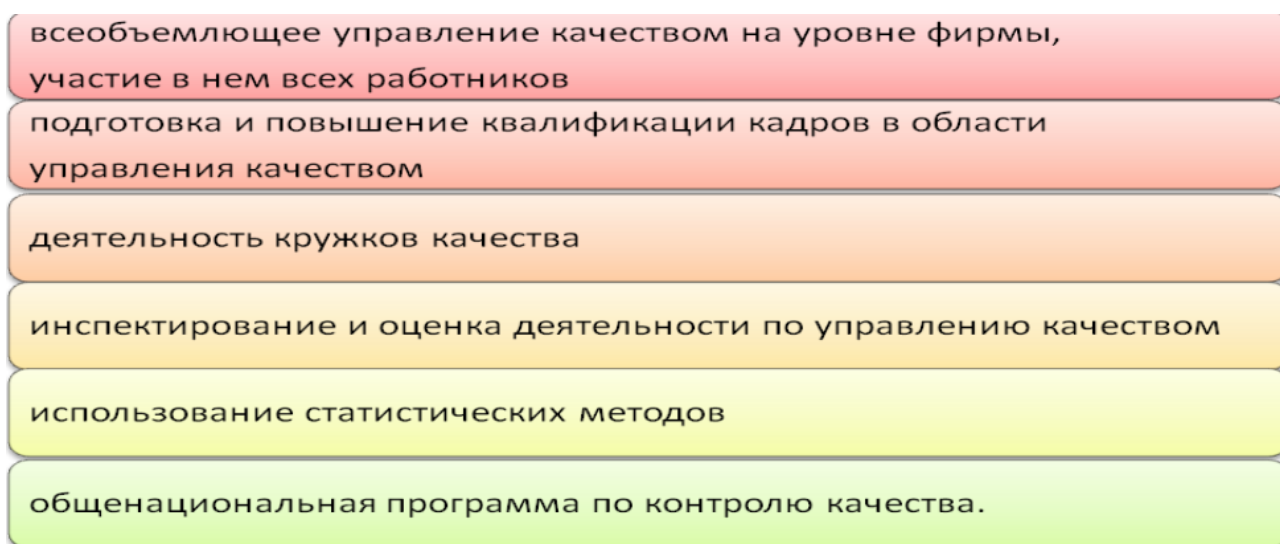 всеобъемлющее управление качеством на уровне фирмы,
участие в нем всех работников
подготовка и повышение квалификации кадров в области
управления качеством
деятельность кружков качества
инспектирование и оценка деятельности по управлению качеством
использование статистических методов
общенациональная программа по контролю качества.